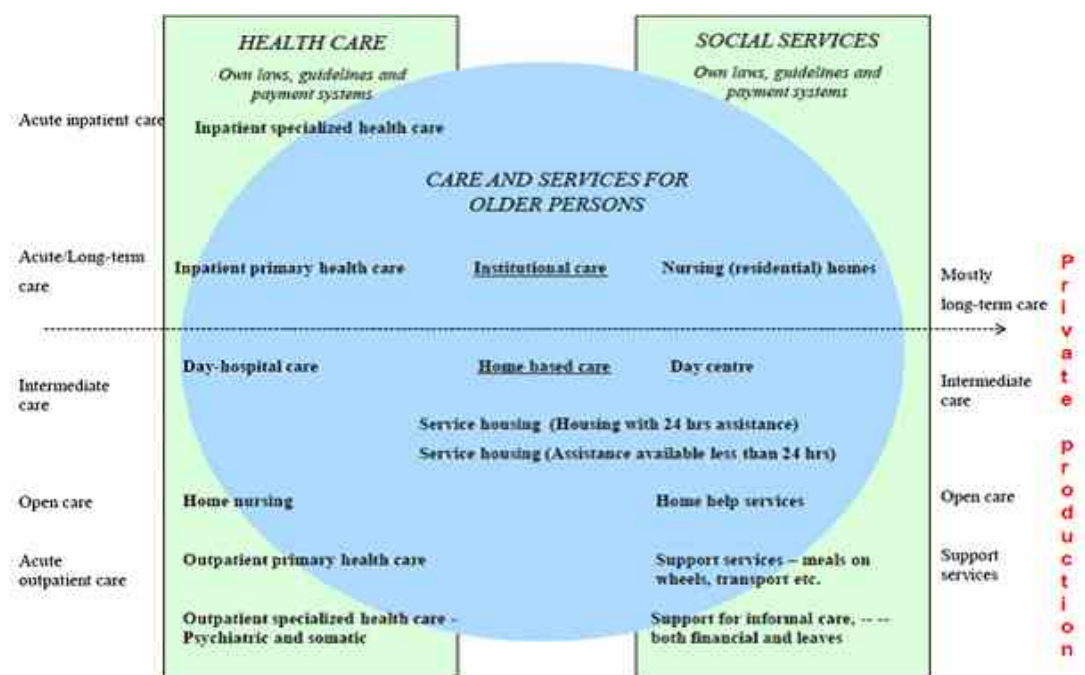 HEALTH CARE
Own laws, guidelines and
payment systems
SOCIAL SERVICES
Own laws, guidelines and
payment systems
Acute inpatient care
Inpatient specialized health care
CARE AND SERVICES FOR
OLDER PERSONS
Acute/Long-term
care
Inpatient primary health care
Institutional care
Nursing (residential) homes
Mostly
long-term care
Day-hospital care
Home based care
Day centre
Intermediate
care
Intermediate
care
Service housing (Housing with 24 hrs assistance)
Service housing (Assistance available less than 24 hrs)
Open care
Home nursing
Home help services
Open care
Acute
outpatient care
Outpatient primary health care
Support services – meals on
wheels, transport etc.
Support
services
Outpatient specialized health care -
Psychiatric and somatic
Support for informal care, -- --
both financial and leaves
Private production